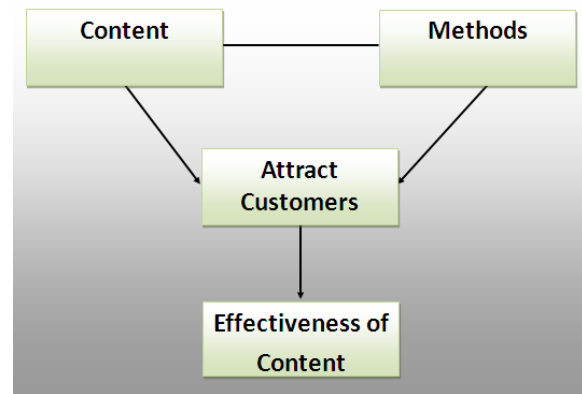 Content
Methods
Attract
Customers
Effectiveness of
Content